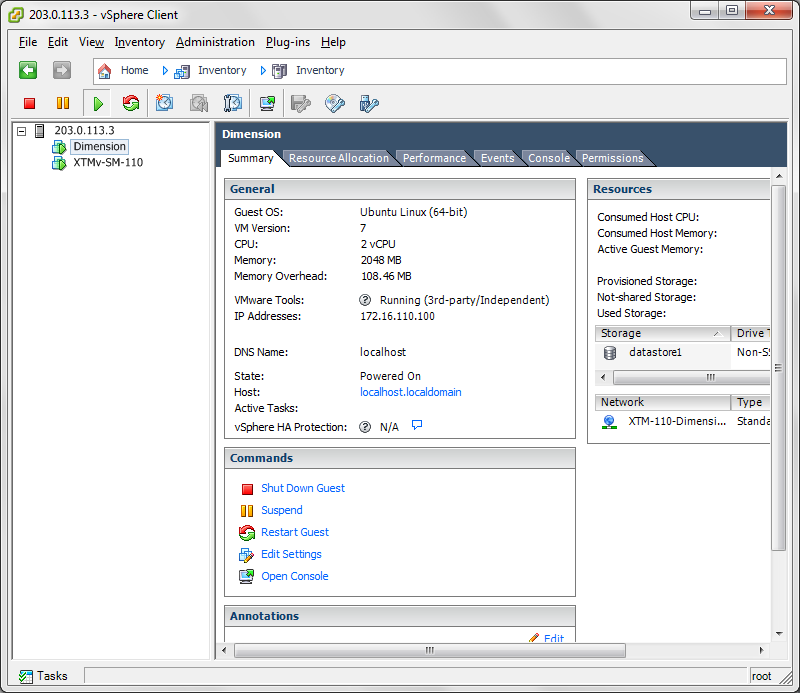 203.0.113.3 - vSphere Client
File Edit View Inventory Administration Plug-ins Help
Home Inventory Inventory
203.0.113.3
Dimension
XTMv-SM-110
Dimension
Summary Resource Allocation Performance Events Console Permissions
General
Guest OS: Ubuntu Linux (64-bit)
VM Version: 7
CPU: 2 vCPU
Memory: 2048 MB
Memory Overhead: 108.46 MB
VMware Tools: Running (3rd-party/Independent)
IP Addresses: 172.16.110.100
DNS Name: localhost
State: Powered On
Host: localhost.localdomain
Active Tasks:
vSphere HA Protection: N/A
Commands
Shut Down Guest
Suspend
Restart Guest
Edit Settings
Open Console
Annotations
Edit
Resources
Consumed Host CPU:
Consumed Host Memory:
Active Guest Memory:
Provisioned Storage:
Not-shared Storage:
Used Storage:
Storage Drive T
datastore1 Non-S
Network Type
XTM-110-Dimensi... Standa
Tasks
root